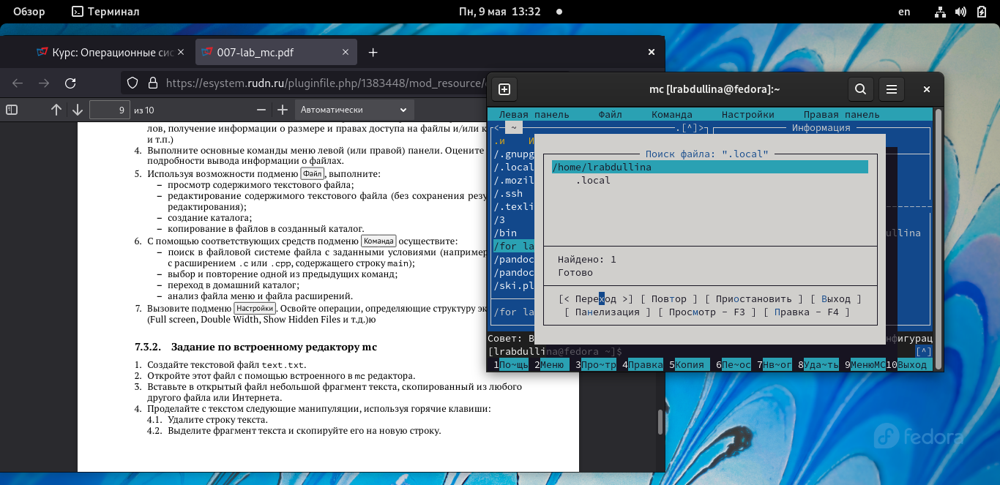 Обзор
Терминал
Пн, 9 мая 13:32
en
Курс: Операционные сис
007-lab_mc.pdf
https://esystem.rudn.ru/pluginfile.php/1383448/mod_resource/
9 из 10
Автоматически
лов, получение информации о размере и правах доступа на файлы и/или к
и т.п.)
4. Выполните основные команды меню левой (или правой) панели. Оцените
подробности вывода информации о файлах.
5. Используя возможности подменю Файл, выполните:
– просмотр содержимого текстового файла;
– редактирование содержимого текстового файла (без сохранения резу
редактирования);
– создание каталога;
– копирование в файлов в созданный каталог.
6. С помощью соответствующих средств подменю Команда осуществите:
– поиск в файловой системе файла с заданными условиями (например
с расширением .c или .cpp, содержащего строку main);
– выбор и повторение одной из предыдущих команд;
– переход в домашний каталог;
– анализ файла меню и файла расширений.
7. Вызовите подменю Настройки. Освойте операции, определяющие структуру эк
(Full screen, Double Width, Show Hidden Files и т.д.)ю
7.3.2. Задание по встроенному редактору mc
1. Создайте текстовой файл text.txt.
2. Откройте этот файл с помощью встроенного в mc редактора.
3. Вставьте в открытый файл небольшой фрагмент текста, скопированный из любого
другого файла или Интернета.
4. Проделайте с текстом следующие манипуляции, используя горячие клавиши:
4.1. Удалите строку текста.
4.2. Выделите фрагмент текста и скопируйте его на новую строку.
mc [lrabdullina@fedora]:~
Левая панель Файл Команда Настройки Правая панель
<─ ~ .[^]> Информация
.и И
/.gnupg
/.local
/.mozil
/.ssh
/.texli
/3
/bin
/for la
/pandoc
/pandoc
/ski.pl
/for la
ullina
Поиск файла: ".local"
/home/lrabdullina
.local
Найдено: 1
Готово
[< Переход >] [ Повтор ] [ Приостановить ] [ Выход ]
[ Панелизация ] [ Просмотр - F3 ] [ Правка - F4 ]
Совет: В нфигурац
[lrabdullina@fedora ~]$ [^]
1По~щь 2Меню 3Про~тр 4Правка 5Копия 6Пе~ос 7Нв~ог 8Уда~ть 9МенюМС10Выход
fedora